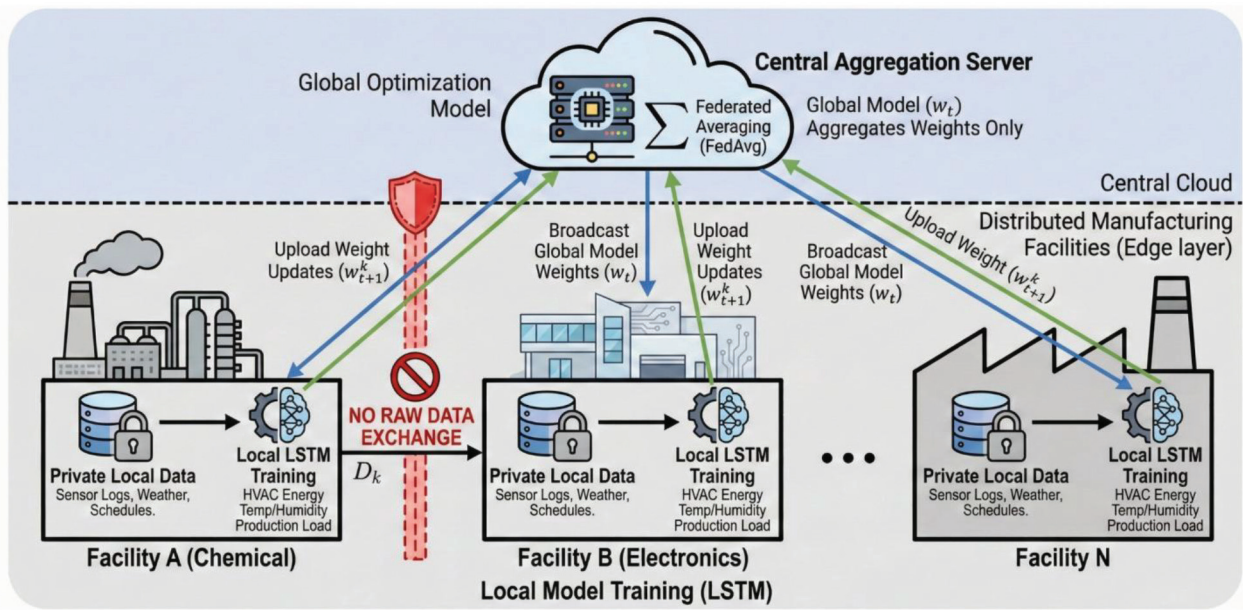 Global Optimization
Model
Federated
Averaging
(FedAvg)
Central Aggregation Server
Global Model (w_t)
Aggregates Weights Only
Central Cloud
Distributed Manufacturing
Facilities (Edge layer)
Upload Weight
Updates (w_{t+1}^k)
Broadcast
Global Model
Weights (w_t)
Upload
Weight
Updates
(w_{t+1}^k)
Broadcast
Global Model
Weights (w_t)
Upload Weight (w_{t+1}^k)
NO RAW DATA
EXCHANGE
D_k
Private Local Data
Sensor Logs, Weather,
Schedules.
Local LSTM
Training
HVAC Energy
Temp/Humidity
Production Load
Facility A (Chemical)
Private Local Data
Sensor Logs, Weather,
Schedules.
Local LSTM
Training
HVAC Energy
Temp/Humidity
Production Load
Facility B (Electronics)
Private Local Data
Sensor Logs, Weather,
Schedules.
Local LSTM
Training
HVAC Energy
Temp/Humidity
Production Load
Facility N
Local Model Training (LSTM)